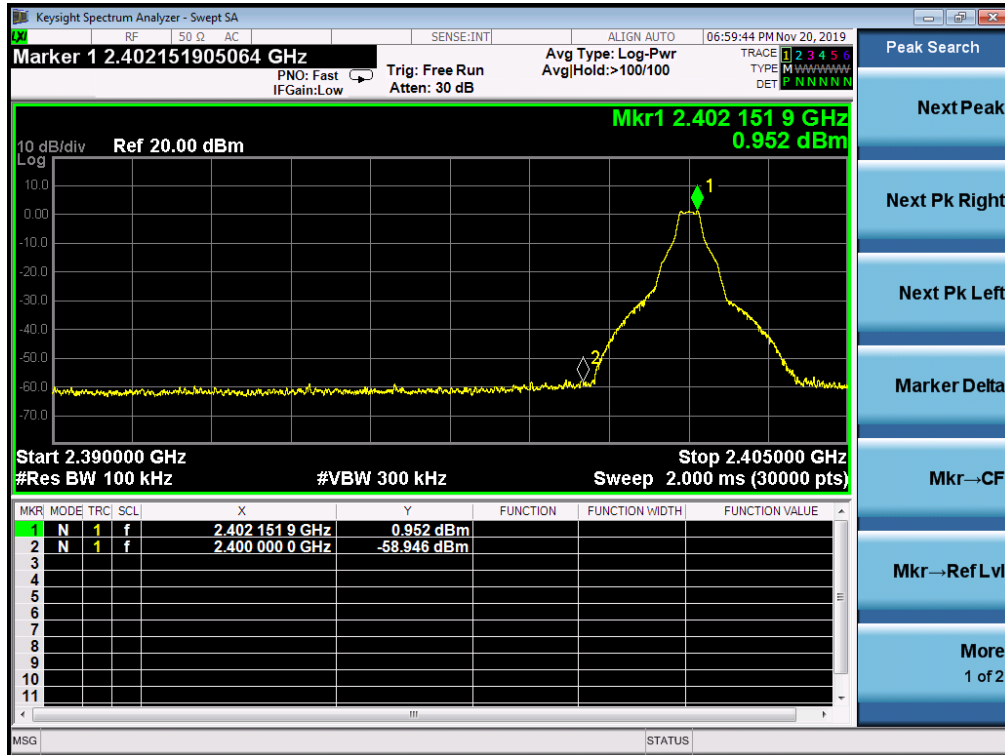 Keysight Spectrum Analyzer - Swept SA
LXI RF 50 Ω AC SENSE:INT ALIGN AUTO 06:59:44 PM Nov 20, 2019
Marker 1 2.402151905064 GHz
PNO: Fast
IFGain:Low
Trig: Free Run
Atten: 30 dB
Avg Type: Log-Pwr
Avg|Hold:>100/100
TRACE 1 2 3 4 5 6
TYPE M W W W W W
DET P N N N N N
Mkr1 2.402 151 9 GHz
0.952 dBm
10 dB/div Ref 20.00 dBm
Log
10.0
0.00
-10.0
-20.0
-30.0
-40.0
-50.0
-60.0
-70.0
1
2
Start 2.390000 GHz Stop 2.405000 GHz
#Res BW 100 kHz #VBW 300 kHz Sweep 2.000 ms (30000 pts)
MKR MODE TRC SCL X Y FUNCTION FUNCTION WIDTH FUNCTION VALUE
1 N 1 f 2.402 151 9 GHz 0.952 dBm
2 N 1 f 2.400 000 0 GHz -58.946 dBm
3
4
5
6
7
8
9
10
11
MSG STATUS
Peak Search
Next Peak
Next Pk Right
Next Pk Left
Marker Delta
Mkr→CF
Mkr→Ref Lvl
More
1 of 2